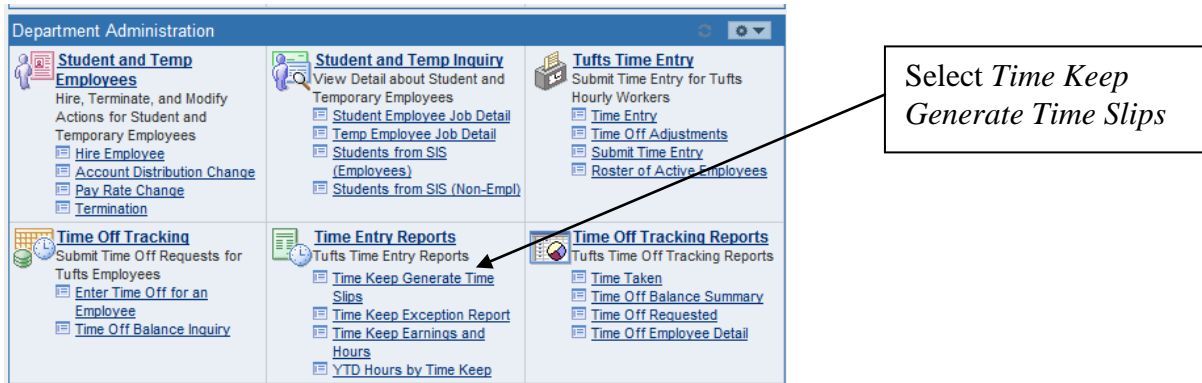 Department Administration
Student and Temp
Employees
Hire, Terminate, and Modify
Actions for Student and
Temporary Employees
Hire Employee
Account Distribution Change
Pay Rate Change
Termination
Student and Temp Inquiry
View Detail about Student and
Temporary Employees
Student Employee Job Detail
Temp Employee Job Detail
Students from SIS
(Employees)
Students from SIS (Non-Empl)
Tufts Time Entry
Submit Time Entry for Tufts
Hourly Workers
Time Entry
Time Off Adjustments
Submit Time Entry
Roster of Active Employees
Select Time Keep
Generate Time Slips
Time Off Tracking
Submit Time Off Requests for
Tufts Employees
Enter Time Off for an
Employee
Time Off Balance Inquiry
Time Entry Reports
Tufts Time Entry Reports
Time Keep Generate Time
Slips
Time Keep Exception Report
Time Keep Earnings and
Hours
YTD Hours by Time Keep
Time Off Tracking Reports
Tufts Time Off Tracking Reports
Time Taken
Time Off Balance Summary
Time Off Requested
Time Off Employee Detail